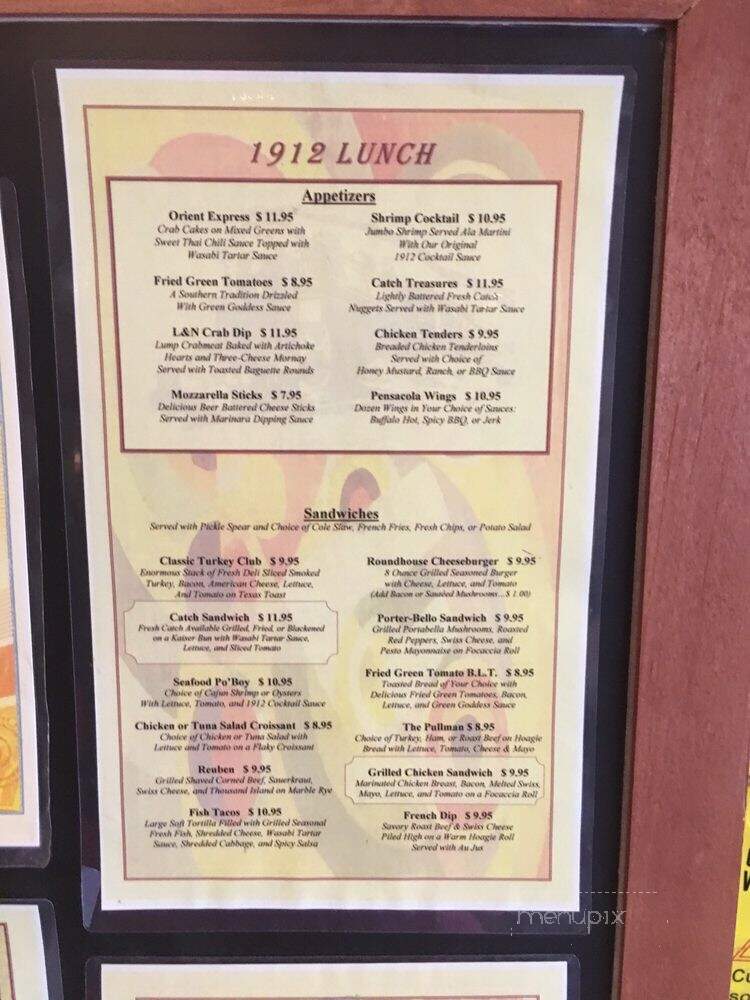 1912 LUNCH
Appetizers
Orient Express $ 11.95
Crab Cakes on Mixed Greens with
Sweet Thai Chili Sauce Topped with
Wasabi Tartar Sauce
Fried Green Tomatoes $ 8.95
A Southern Tradition Drizzled
With Green Goddess Sauce
L&N Crab Dip $ 11.95
Lump Crabmeat Baked with Artichoke
Hearts and Three-Cheese Mornay
Served with Toasted Baguette Rounds
Mozzarella Sticks $ 7.95
Delicious Beer Battered Cheese Sticks
Served with Marinara Dipping Sauce
Shrimp Cocktail $ 10.95
Jumbo Shrimp Served Ala Martini
With Our Original
1912 Cocktail Sauce
Catch Treasures $ 11.95
Lightly Battered Fresh Catch
Nuggets Served with Wasabi Tartar Sauce
Chicken Tenders $ 9.95
Breaded Chicken Tenderloins
Served with Choice of
Honey Mustard, Ranch, or BBQ Sauce
Pensacola Wings $ 10.95
Dozen Wings in Your Choice of Sauces:
Buffalo Hot, Spicy BBQ, or Jerk
Sandwiches
Served with Pickle Spear and Choice of Cole Slaw, French Fries, Fresh Chips, or Potato Salad
Classic Turkey Club $ 9.95
Enormous Stack of Fresh Deli Sliced Smoked
Turkey, Bacon, American Cheese, Lettuce,
And Tomato on Texas Toast
Catch Sandwich $ 11.95
Fresh Catch Available Grilled, Fried, or Blackened
on a Kaiser Bun with Wasabi Tartar Sauce,
Lettuce, and Sliced Tomato
Seafood Po'Boy $ 10.95
Choice of Cajun Shrimp or Oysters
With Lettuce, Tomato, and 1912 Cocktail Sauce
Chicken or Tuna Salad Croissant $ 8.95
Choice of Chicken or Tuna Salad with
Lettuce and Tomato on a Flaky Croissant
Reuben $ 9.95
Grilled Shaved Corned Beef, Sauerkraut,
Swiss Cheese, and Thousand Island on Marble Rye
Fish Tacos $ 10.95
Large Soft Tortilla Filled with Grilled Seasonal
Fresh Fish, Shredded Cheese, Wasabi Tartar
Sauce, Shredded Cabbage, and Spicy Salsa
Roundhouse Cheeseburger $ 9.95
8 Ounce Grilled Seasoned Burger
with Cheese, Lettuce, and Tomato
(Add Bacon or Sautéed Mushrooms...$ 1.00)
Porter-Bello Sandwich $ 9.95
Grilled Portabella Mushrooms, Roasted
Red Peppers, Swiss Cheese, and
Pesto Mayonnaise on Focaccia Roll
Fried Green Tomato B.L.T. $ 8.95
Toasted Bread of Your Choice with
Delicious Fried Green Tomatoes, Bacon,
Lettuce, and Green Goddess Sauce
The Pullman $ 8.95
Choice of Turkey, Ham, or Roast Beef on Hoagie
Bread with Lettuce, Tomato, Cheese & Mayo
Grilled Chicken Sandwich $ 9.95
Marinated Chicken Breast, Bacon, Melted Swiss,
Mayo, Lettuce, and Tomato on a Focaccia Roll
French Dip $ 9.95
Savory Roast Beef & Swiss Cheese
Piled High on a Warm Hoagie Roll
Served with Au Jus
menupix